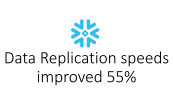 Data Replication speeds
improved 55%